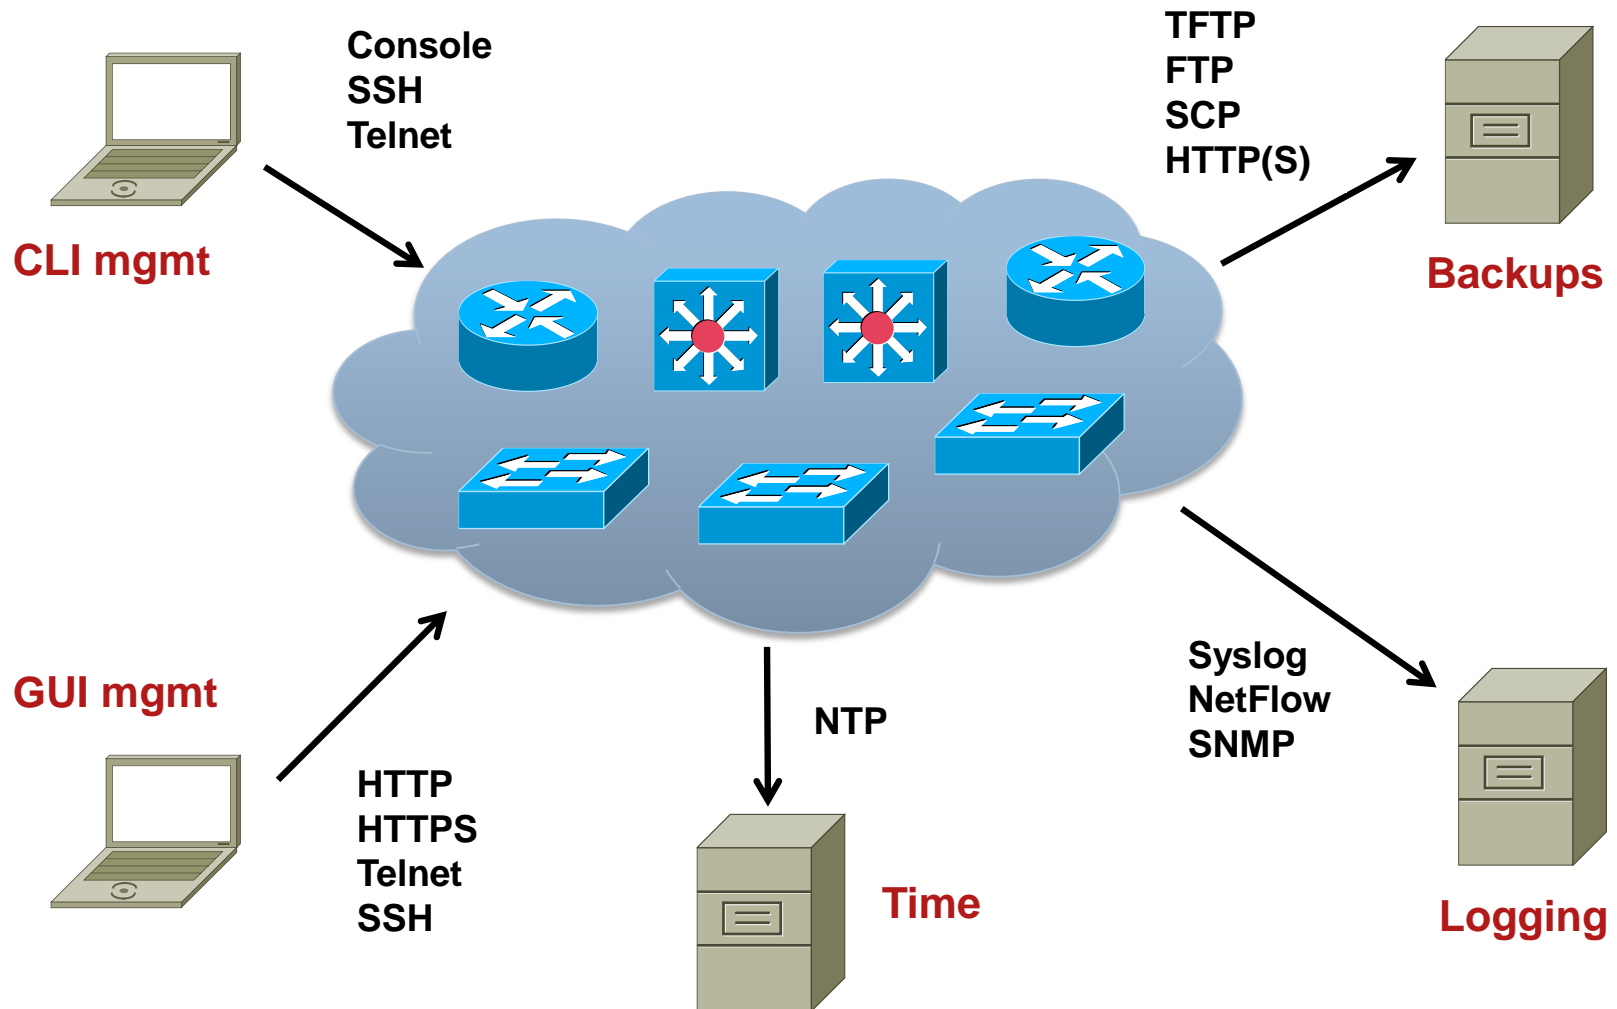 Console
SSH
Telnet
CLI mgmt
TFTP
FTP
SCP
HTTP(S)
Backups
GUI mgmt
HTTP
HTTPS
Telnet
SSH
NTP
Time
Syslog
NetFlow
SNMP
Logging